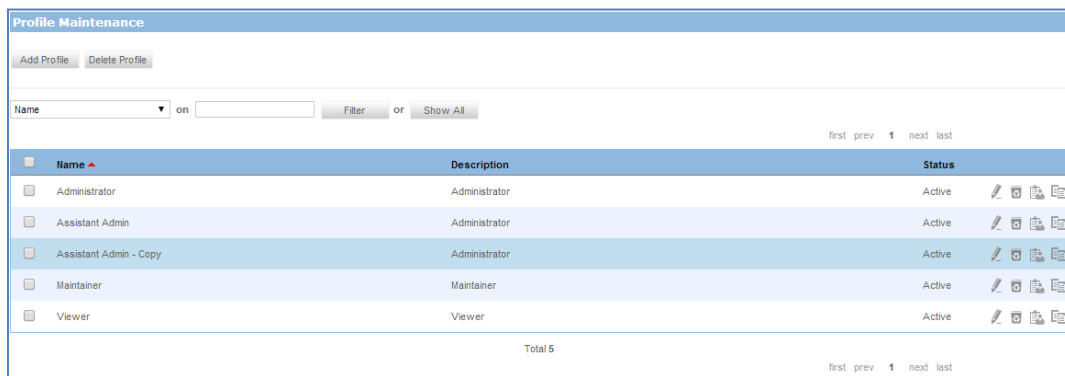 Profile Maintenance
Add Profile Delete Profile
Name on Filter or Show All
first prev 1 next last
Name Description Status
Administrator Administrator Active
Assistant Admin Administrator Active
Assistant Admin - Copy Administrator Active
Maintainer Maintainer Active
Viewer Viewer Active
Total 5
first prev 1 next last